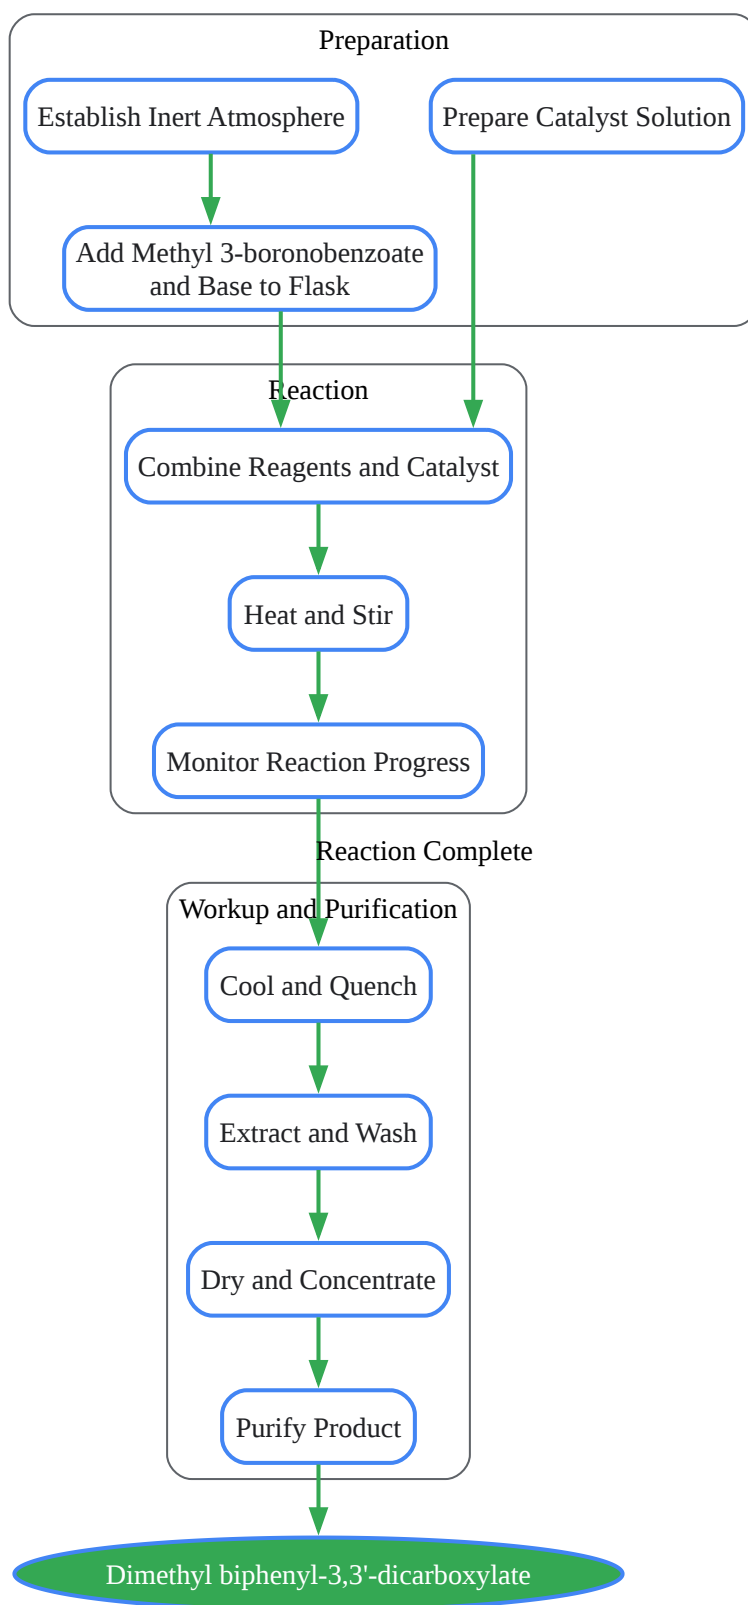 Preparation
Establish Inert Atmosphere
Prepare Catalyst Solution
Add Methyl 3-boronobenzoate
and Base to Flask
Reaction
Combine Reagents and Catalyst
Heat and Stir
Monitor Reaction Progress
Reaction Complete
Workup and Purification
Cool and Quench
Extract and Wash
Dry and Concentrate
Purify Product
Dimethyl biphenyl-3,3'-dicarboxylate